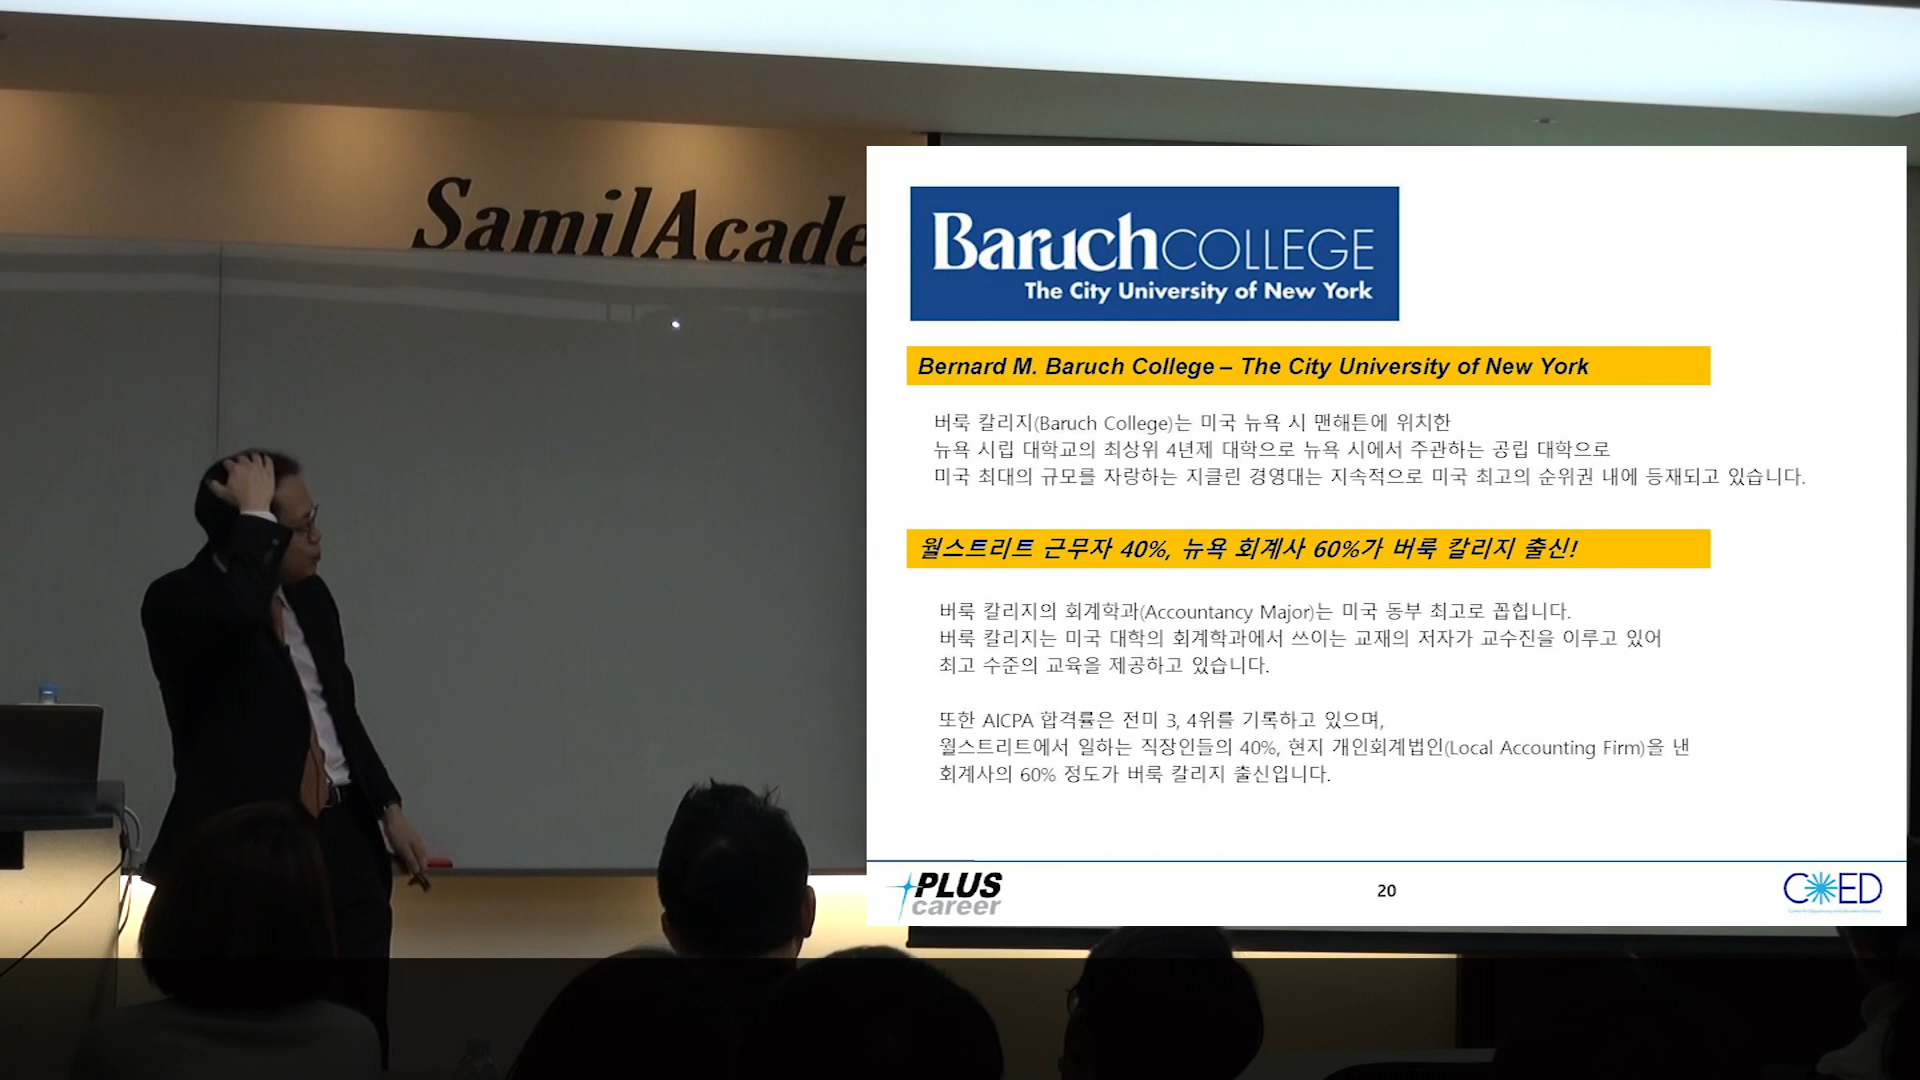 SamilAcade
Baruch COLLEGE
The City University of New York
Bernard M. Baruch College – The City University of New York
버룩 칼리지(Baruch College)는 미국 뉴욕 시 맨해튼에 위치한
뉴욕 시립 대학교의 최상위 4년제 대학으로 뉴욕 시에서 주관하는 공립 대학으로
미국 최대의 규모를 자랑하는 지클린 경영대는 지속적으로 미국 최고의 순위권 내에 등재되고 있습니다.
월스트리트 근무자 40%, 뉴욕 회계사 60%가 버룩 칼리지 출신!
버룩 칼리지의 회계학과(Accountancy Major)는 미국 동부 최고로 꼽힙니다.
버룩 칼리지는 미국 대학의 회계학과에서 쓰이는 교재의 저자가 교수진을 이루고 있어
최고 수준의 교육을 제공하고 있습니다.
또한 AICPA 합격률은 전미 3, 4위를 기록하고 있으며,
월스트리트에서 일하는 직장인들의 40%, 현지 개인회계법인(Local Accounting Firm)을 낸
회계사의 60% 정도가 버룩 칼리지 출신입니다.
PLUS
career
20
COED